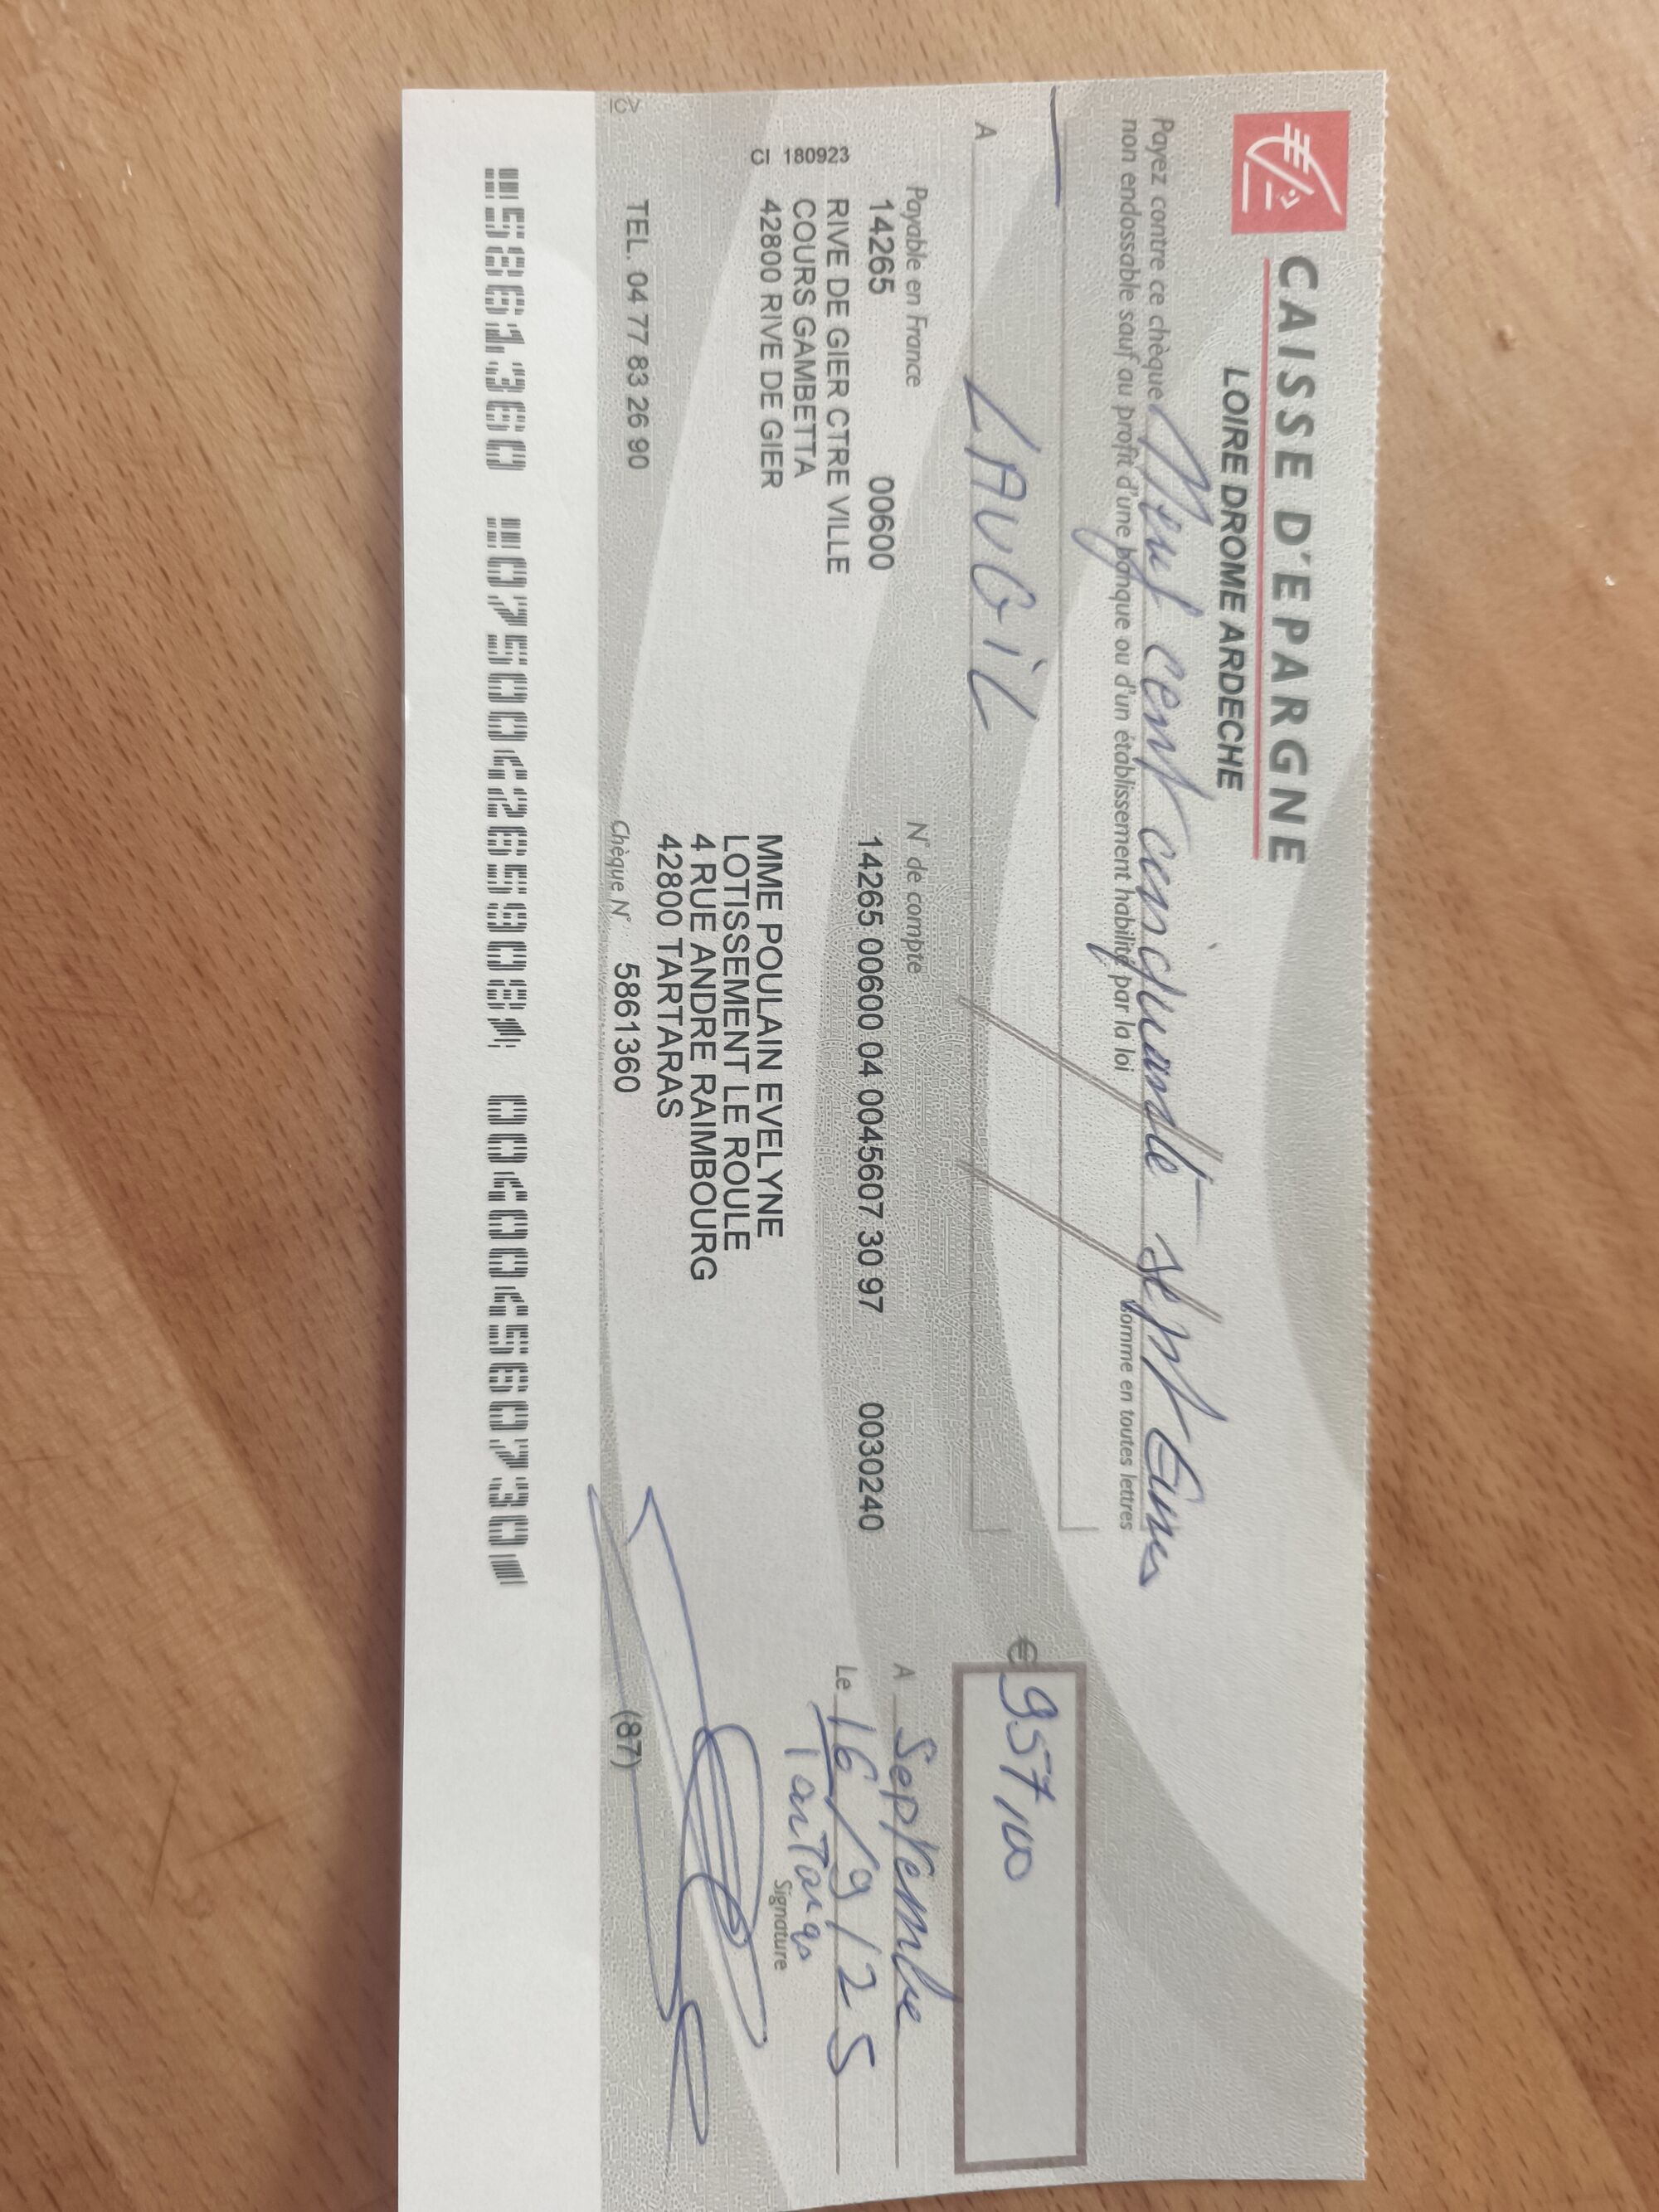 CAISSE D'EPARGNE
LOIRE DROME ARDECHE
Payez contre ce chèque Neuf cent cinquante sept Euros
non endossable sauf au profit d'une banque ou d'un établissement habilité par la loi
somme en toutes lettres
A LAVGIL
€ 957,00
Payable en France
14265 00600
RIVE DE GIER CTRE VILLE
COURS GAMBETTA
CI 180923
42800 RIVE DE GIER
TEL. 04 77 83 26 90
N° de compte
14265 00600 04 0045607 30 97 0030240
MME POULAIN EVELYNE
LOTISSEMENT LE ROULE
4 RUE ANDRE RAIMBOURG
42800 TARTARAS
Chèque N° 5861360
A Septembre
Le 16/9/25
Tartaras
Signature
(87)
5861360 075004265908 004004560730